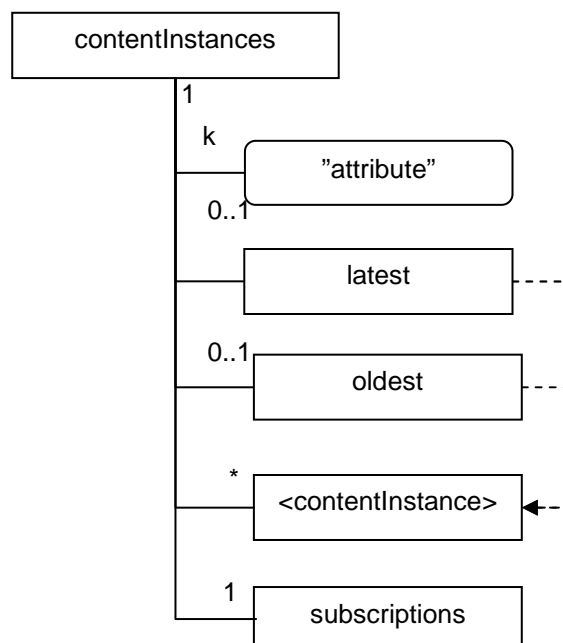 contentInstances
1
k
”attribute”
0..1
latest
0..1
oldest
*
<contentInstance>
1
subscriptions